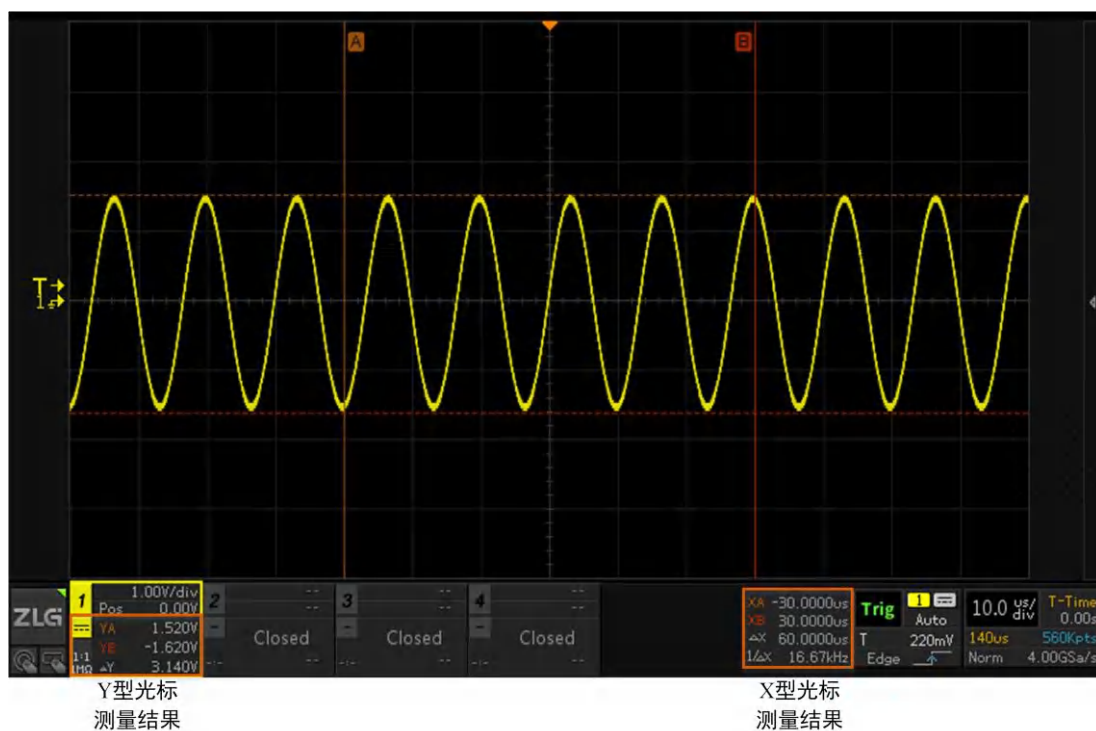 A
B
T
1
ZLG
1
1.00V/div
Pos 0.00V
YA 1.520V
YB -1.620V
1:1
1MΩ
△Y 3.140V
2
--
--
Closed
-:-
--
3
--
--
Closed
-:-
--
4
--
--
Closed
-:-
--
XA -30.0000us
XB 30.0000us
△X 60.0000us
1/△X 16.67kHz
Trig
1
Auto
T 220mV
Edge
10.0 us/div
T-Time
0.00s
140us 560Kpts
Norm 4.00GSa/s
Y型光标
测量结果
X型光标
测量结果